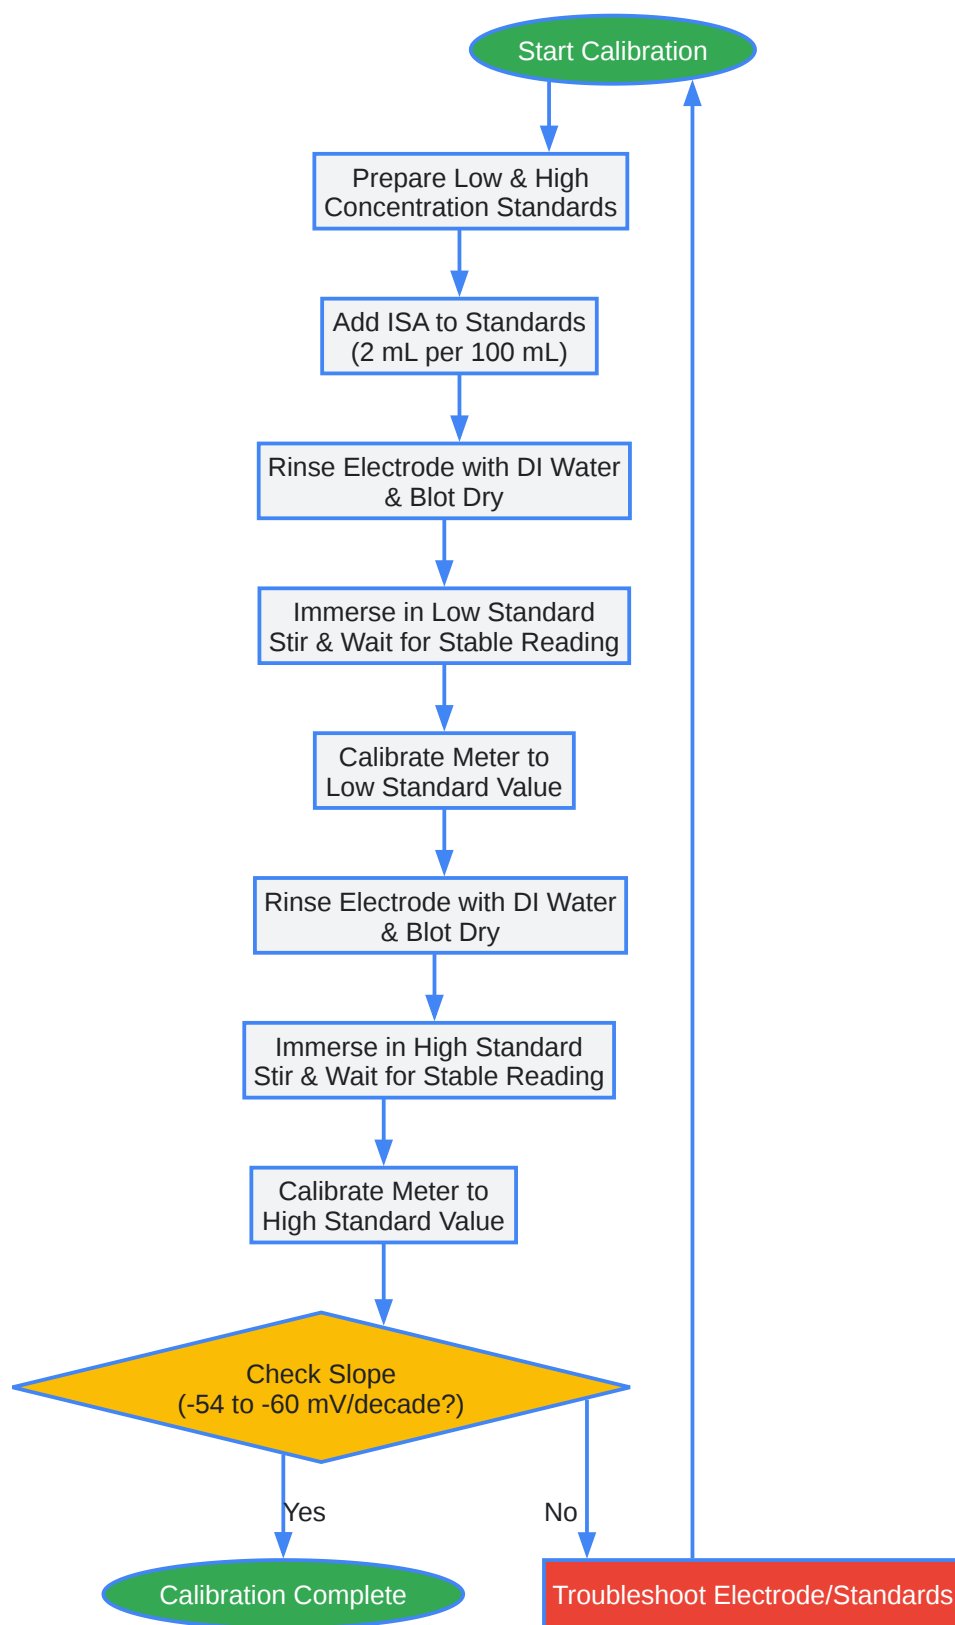 Start Calibration
Prepare Low & High
Concentration Standards
Add ISA to Standards
(2 mL per 100 mL)
Rinse Electrode with DI Water
& Blot Dry
Immerse in Low Standard
Stir & Wait for Stable Reading
Calibrate Meter to
Low Standard Value
Rinse Electrode with DI Water
& Blot Dry
Immerse in High Standard
Stir & Wait for Stable Reading
Calibrate Meter to
High Standard Value
Check Slope
(-54 to -60 mV/decade?)
Yes
No
Calibration Complete
Troubleshoot Electrode/Standards